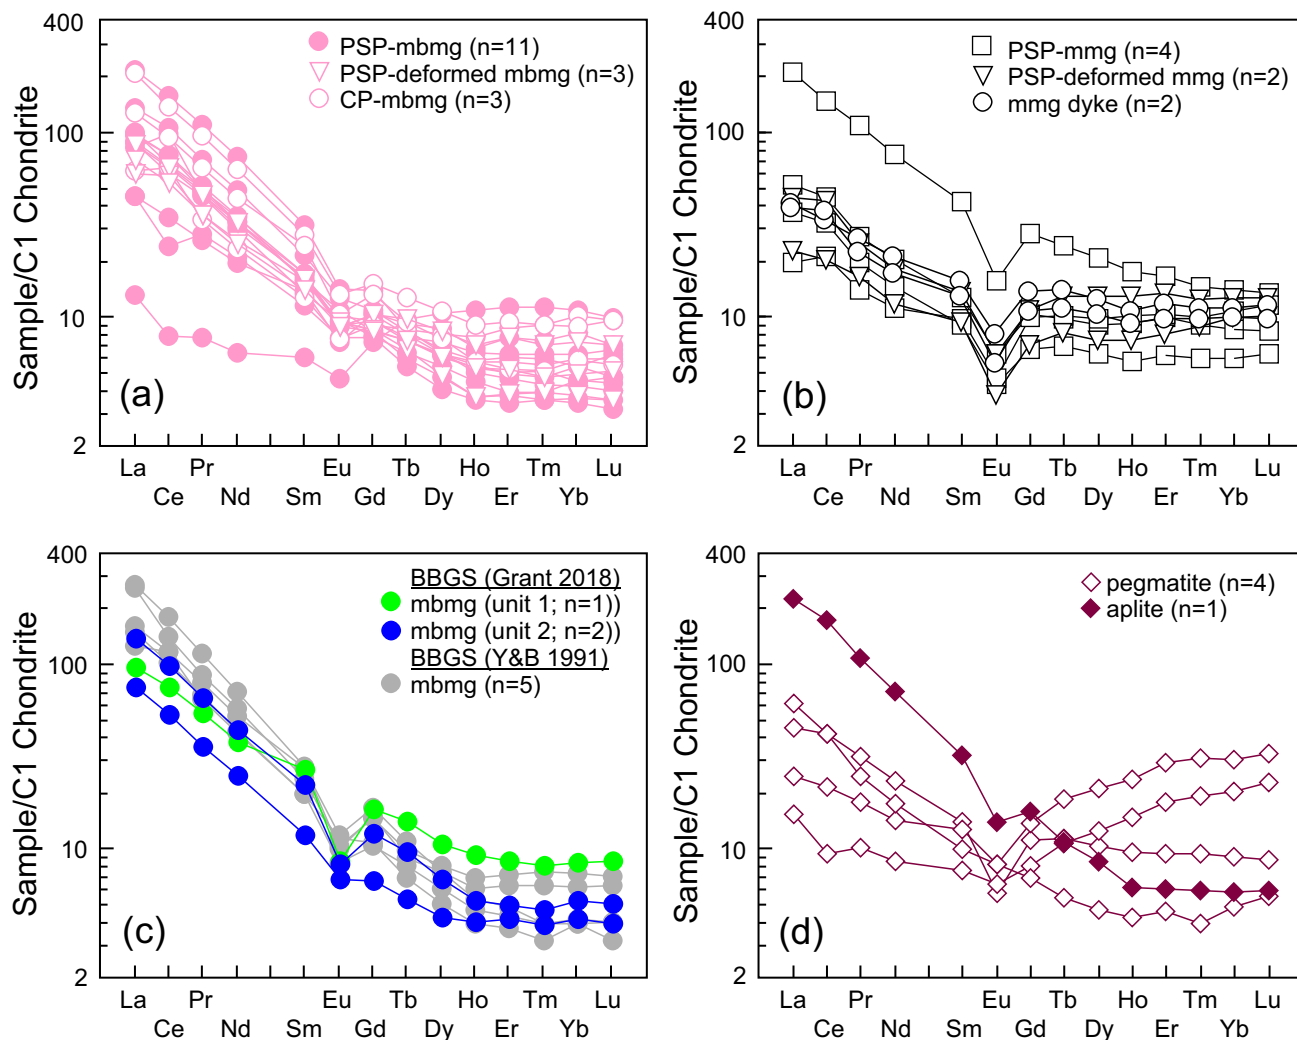 400
100
10
2
Sample/C1 Chondrite
PSP-mbmg (n=11)
PSP-deformed mbmg (n=3)
CP-mbmg (n=3)
(a)
La Pr Eu Tb Ho Tm Lu
Ce Nd Sm Gd Dy Er Yb
400
100
10
2
Sample/C1 Chondrite
PSP-mmg (n=4)
PSP-deformed mmg (n=2)
mmg dyke (n=2)
(b)
La Pr Eu Tb Ho Tm Lu
Ce Nd Sm Gd Dy Er Yb
400
100
10
2
Sample/C1 Chondrite
BBGS (Grant 2018)
mbmg (unit 1; n=1))
mbmg (unit 2; n=2))
BBGS (Y&B 1991)
mbmg (n=5)
(c)
La Pr Eu Tb Ho Tm Lu
Ce Nd Sm Gd Dy Er Yb
400
100
10
2
Sample/C1 Chondrite
pegmatite (n=4)
aplite (n=1)
(d)
La Pr Eu Tb Ho Tm Lu
Ce Nd Sm Gd Dy Er Yb